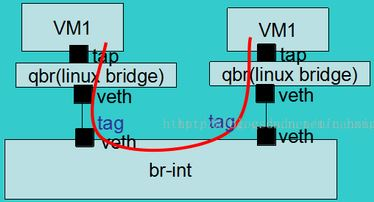 VM1
VM1
tap
tap
qbr(linux bridge)
qbr(linux bridge)
veth
veth
tag
tag
veth
veth
br-int